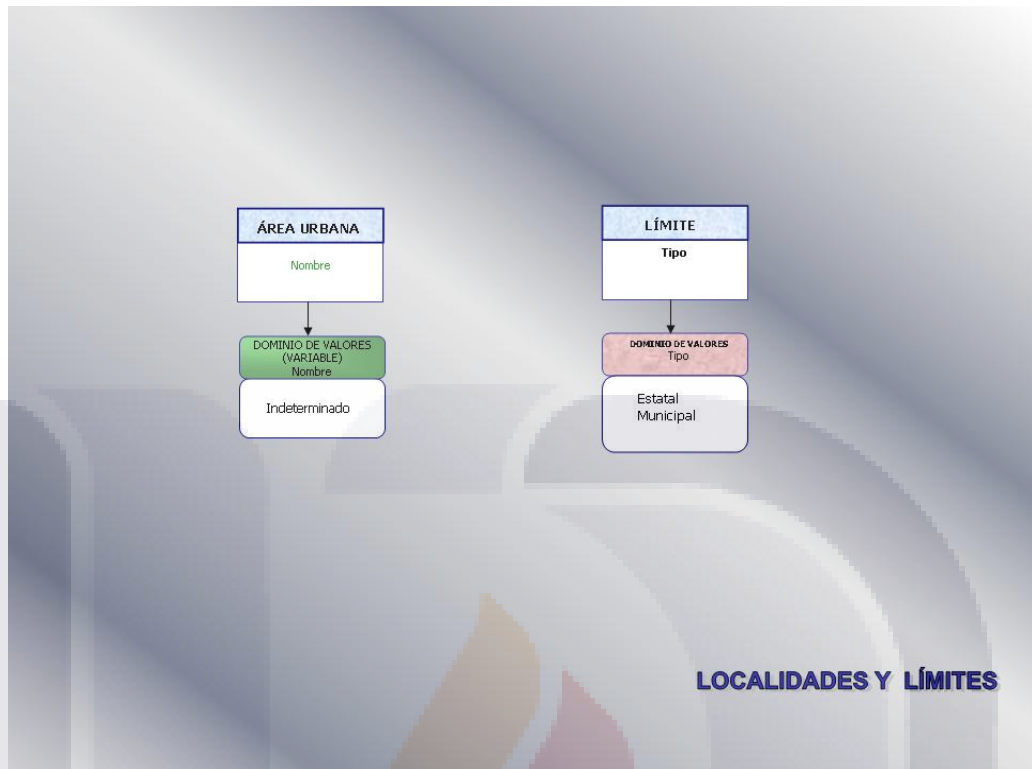 ÁREA URBANA
Nombre
DOMINIO DE VALORES
(VARIABLE)
Nombre
Indeterminado
LÍMITE
Tipo
DOMINIO DE VALORES
Tipo
Estatal
Municipal
LOCALIDADES Y LÍMITES